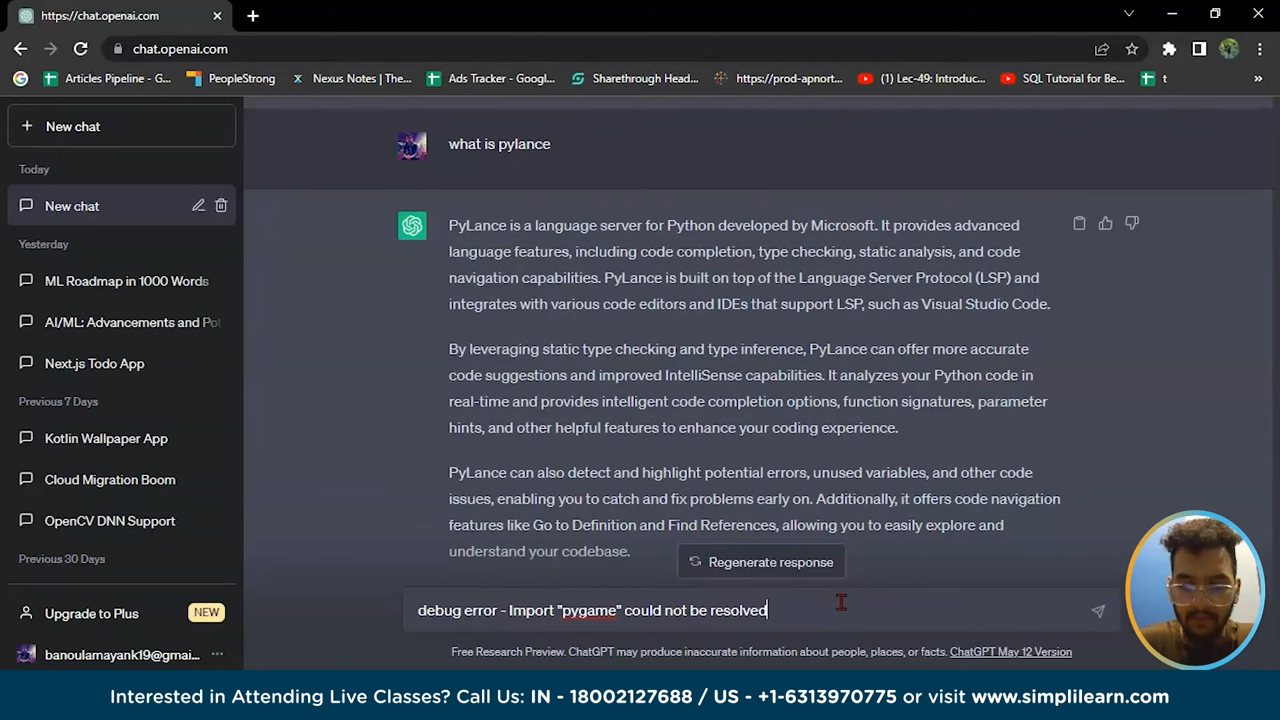 https://chat.openai.com
chat.openai.com
Articles Pipeline - G...
PeopleStrong
Nexus Notes | The...
Ads Tracker - Googl...
Sharethrough Head...
https://prod-apnort...
(1) Lec-49: Introduc...
SQL Tutorial for Be...
t
»
+ New chat
Today
New chat
Yesterday
ML Roadmap in 1000 Words
AI/ML: Advancements and Pot
Next.js Todo App
Previous 7 Days
Kotlin Wallpaper App
Cloud Migration Boom
OpenCV DNN Support
Previous 30 Days
Upgrade to Plus
NEW
banoulamayank19@gmai...
what is pylance
PyLance is a language server for Python developed by Microsoft. It provides advanced
language features, including code completion, type checking, static analysis, and code
navigation capabilities. PyLance is built on top of the Language Server Protocol (LSP) and
integrates with various code editors and IDEs that support LSP, such as Visual Studio Code.
By leveraging static type checking and type inference, PyLance can offer more accurate
code suggestions and improved IntelliSense capabilities. It analyzes your Python code in
real-time and provides intelligent code completion options, function signatures, parameter
hints, and other helpful features to enhance your coding experience.
PyLance can also detect and highlight potential errors, unused variables, and other code
issues, enabling you to catch and fix problems early on. Additionally, it offers code navigation
features like Go to Definition and Find References, allowing you to easily explore and
understand your codebase.
Regenerate response
debug error - Import "pygame" could not be resolved
Free Research Preview. ChatGPT may produce inaccurate information about people, places, or facts. ChatGPT May 12 Version
Interested in Attending Live Classes? Call Us: IN - 18002127688 / US - +1-6313970775 or visit www.simplilearn.com